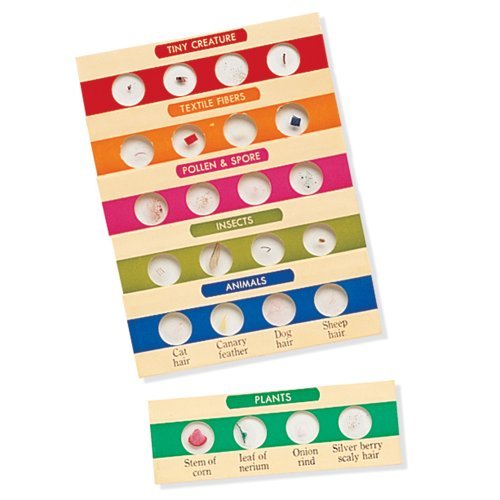 TINY CREATURE
TEXTILE FIBERS
POLLEN & SPORE
INSECTS
ANIMALS
Cat hair
Canary feather
Dog hair
Sheep hair
PLANTS
Stem of corn
leaf of nerium
Onion rind
Silver berry scaly hair